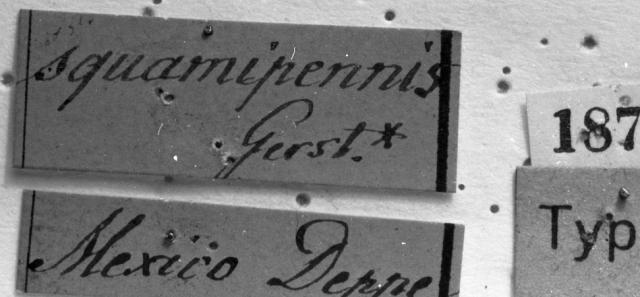 squamipennis
Gerst.*
Mexico Deppe
187
Typ